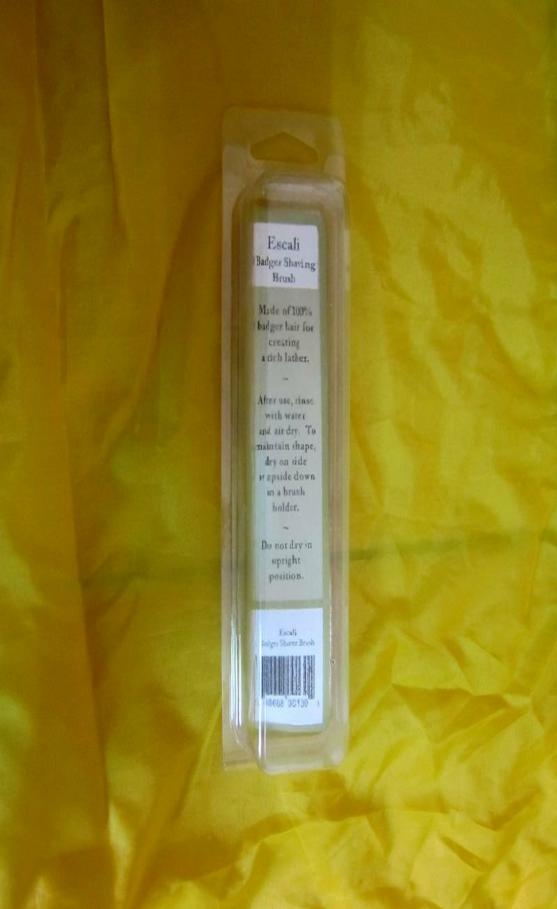 Escali
Badger Shaving
Brush
Made of 100%
badger hair for
creating
a rich lather.
~
After use, rinse
with water
and air dry. To
maintain shape,
dry on side
or upside down
in a brush
holder.
~
Do not dry in
upright
position.
Escali
Badger Shave Brush